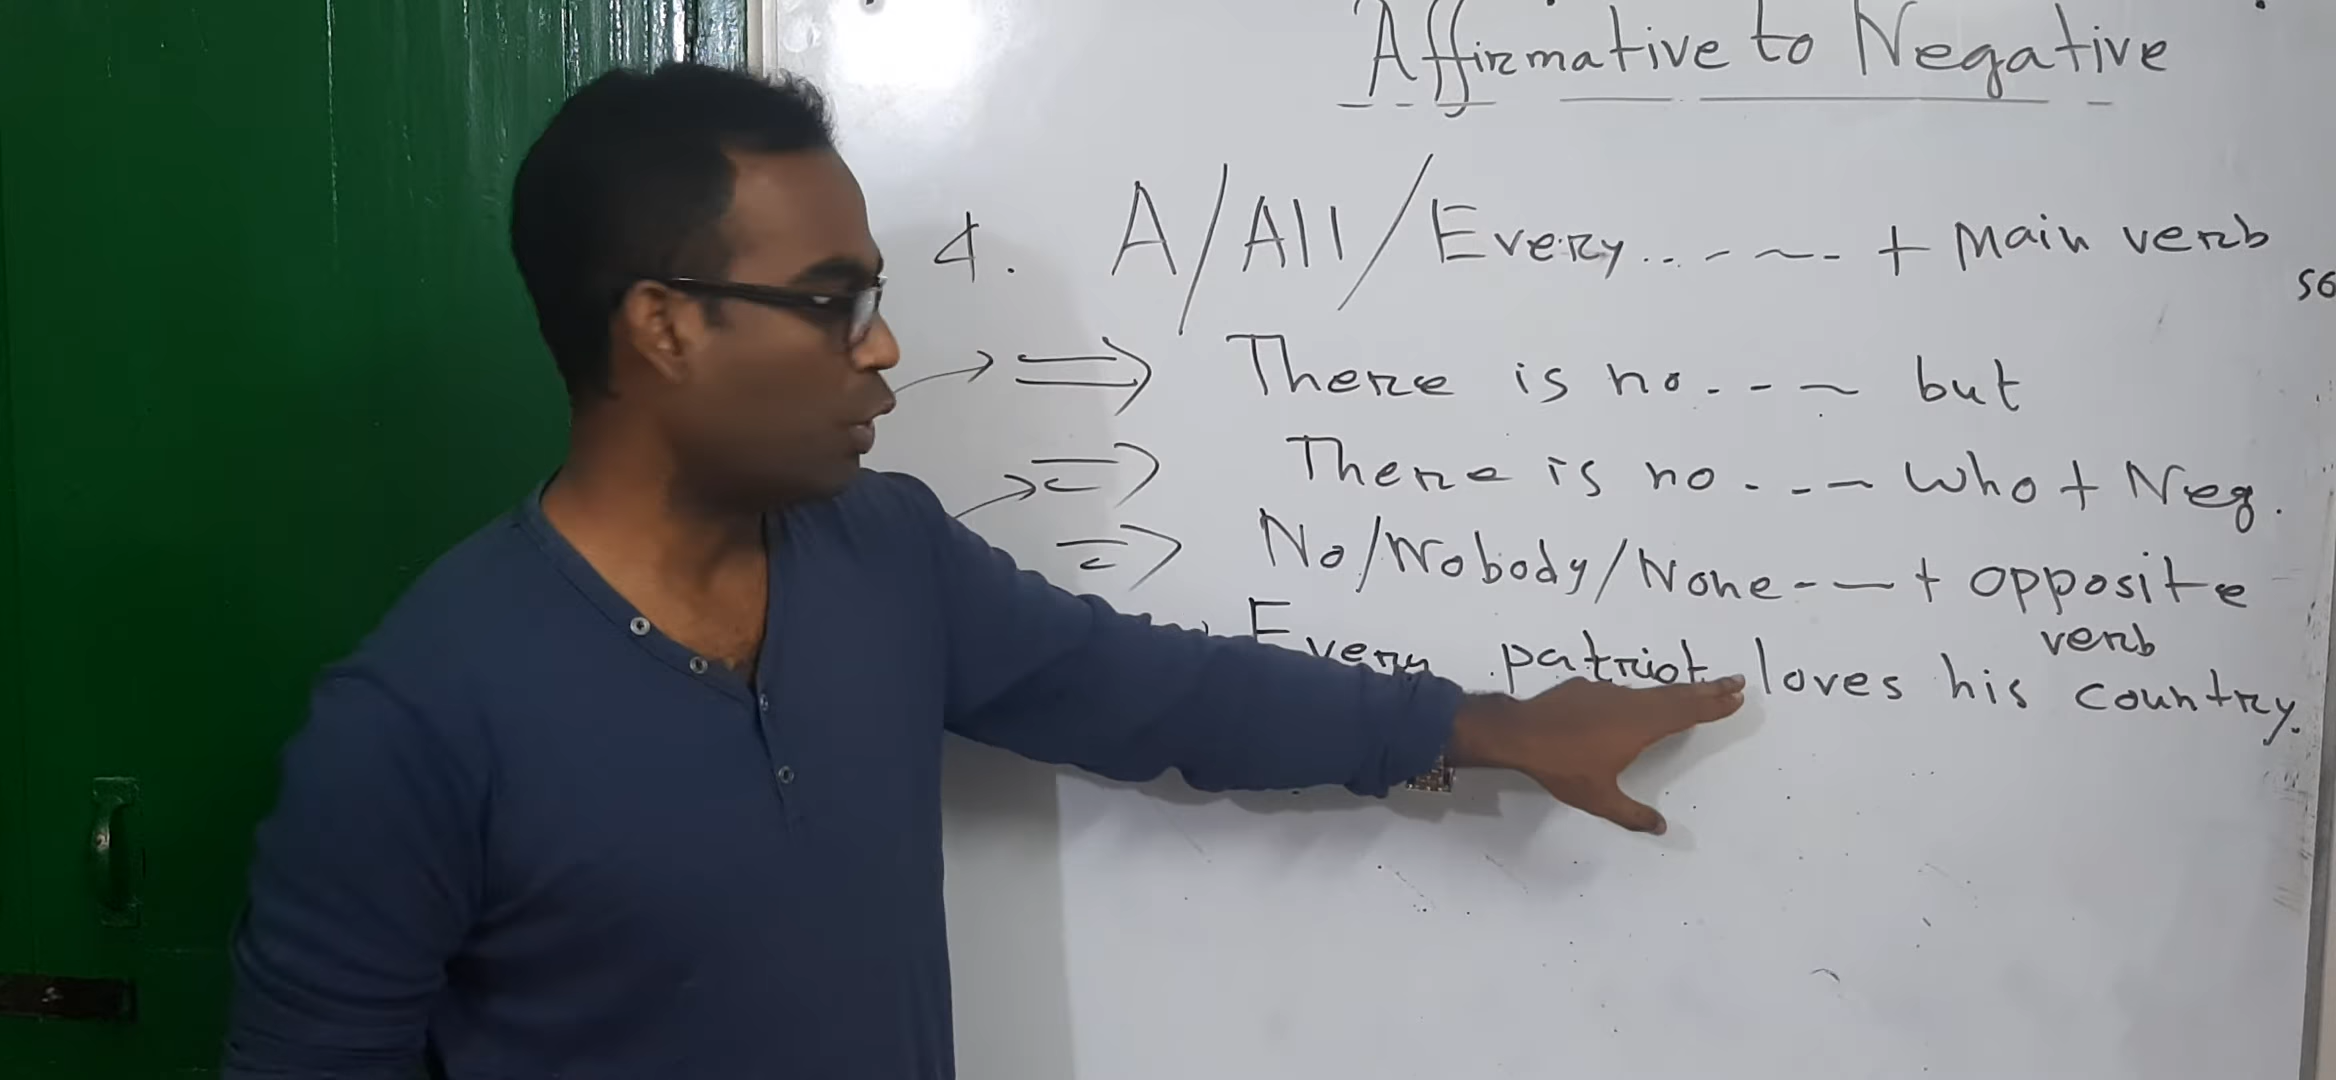 Affirmative to Negative
4. A/All/Every..--~- + Main verb
There is no.--~ but
There is no.--~ who + Neg.
No/Nobody/None--— + opposite
verb
Every patriot loves his country.